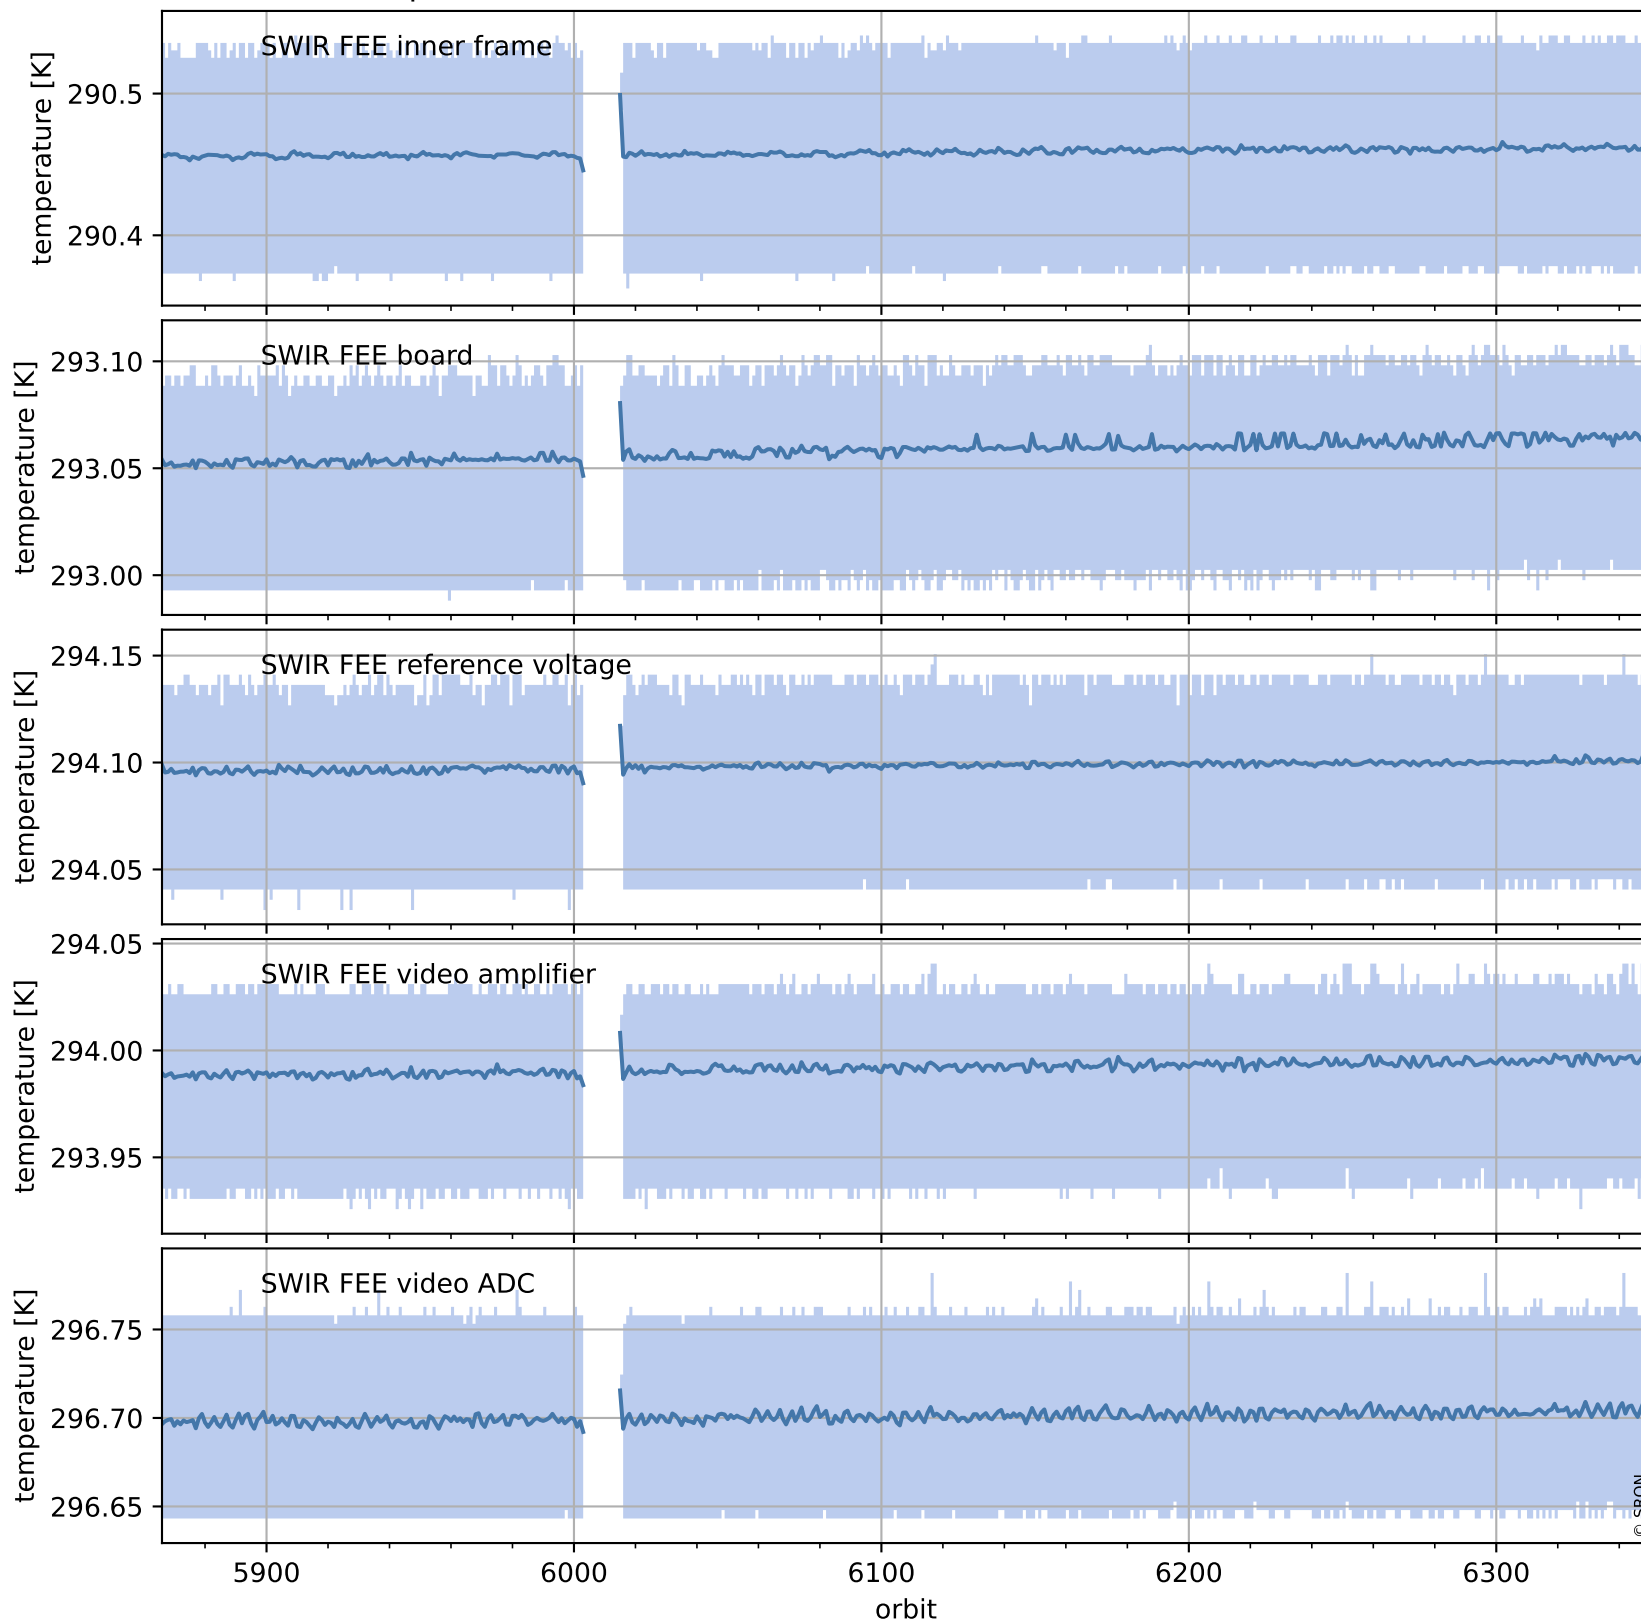 SWIR FEE inner frame
temperature [K]
290.5
290.4
SWIR FEE board
temperature [K]
293.10
293.05
293.00
SWIR FEE reference voltage
temperature [K]
294.15
294.10
294.05
SWIR FEE video amplifier
temperature [K]
294.05
294.00
293.95
SWIR FEE video ADC
temperature [K]
296.75
296.70
296.65
© SRON
5900 6000 6100 6200 6300
orbit